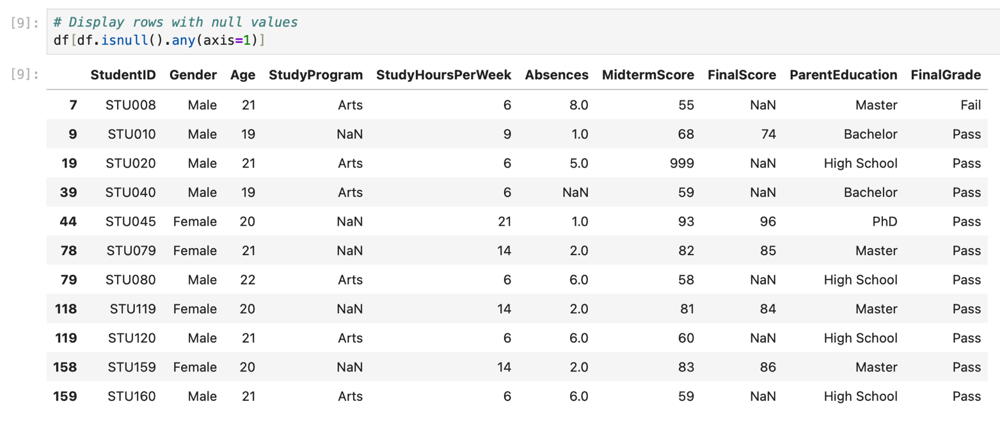 [9]: # Display rows with null values
df[df.isnull().any(axis=1)]
[9]: StudentID Gender Age StudyProgram StudyHoursPerWeek Absences MidtermScore FinalScore ParentEducation FinalGrade
7 STU008 Male 21 Arts 6 8.0 55 NaN Master Fail
9 STU010 Male 19 NaN 9 1.0 68 74 Bachelor Pass
19 STU020 Male 21 Arts 6 5.0 999 NaN High School Pass
39 STU040 Male 19 Arts 6 NaN 59 NaN Bachelor Pass
44 STU045 Female 20 NaN 21 1.0 93 96 PhD Pass
78 STU079 Female 21 NaN 14 2.0 82 85 Master Pass
79 STU080 Male 22 Arts 6 6.0 58 NaN High School Pass
118 STU119 Female 20 NaN 14 2.0 81 84 Master Pass
119 STU120 Male 21 Arts 6 6.0 60 NaN High School Pass
158 STU159 Female 20 NaN 14 2.0 83 86 Master Pass
159 STU160 Male 21 Arts 6 6.0 59 NaN High School Pass